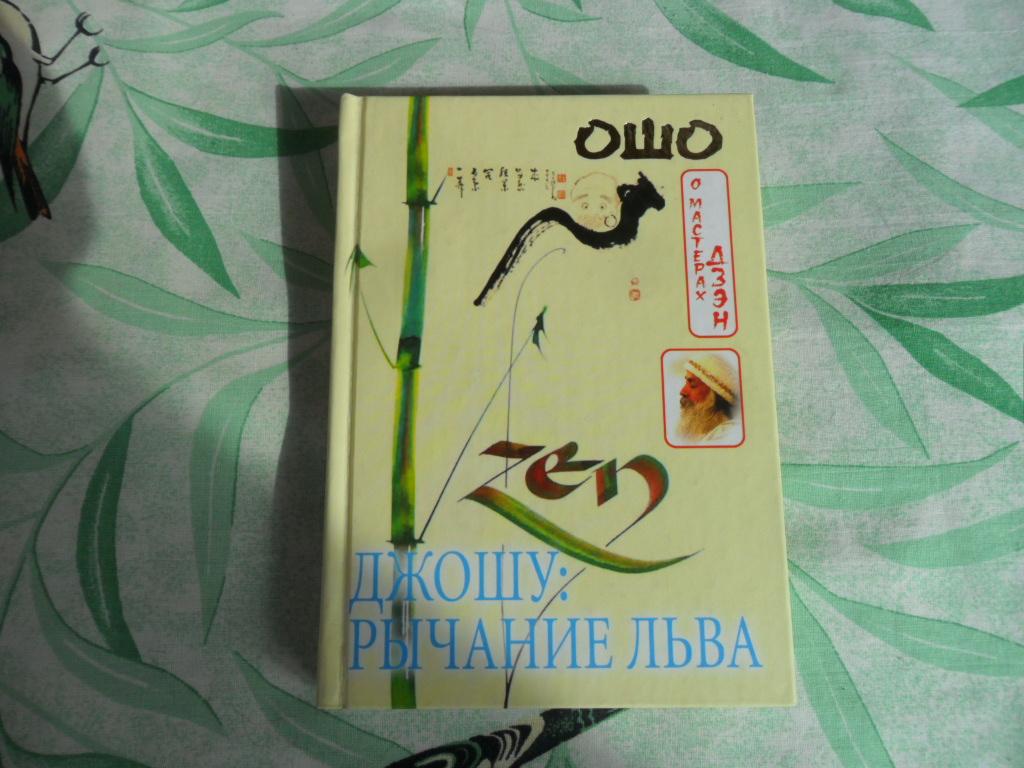 ОШО
О МАСТЕРАХ
ДЗЭН
zen
ДЖОШУ:
РЫЧАНИЕ ЛЬВА